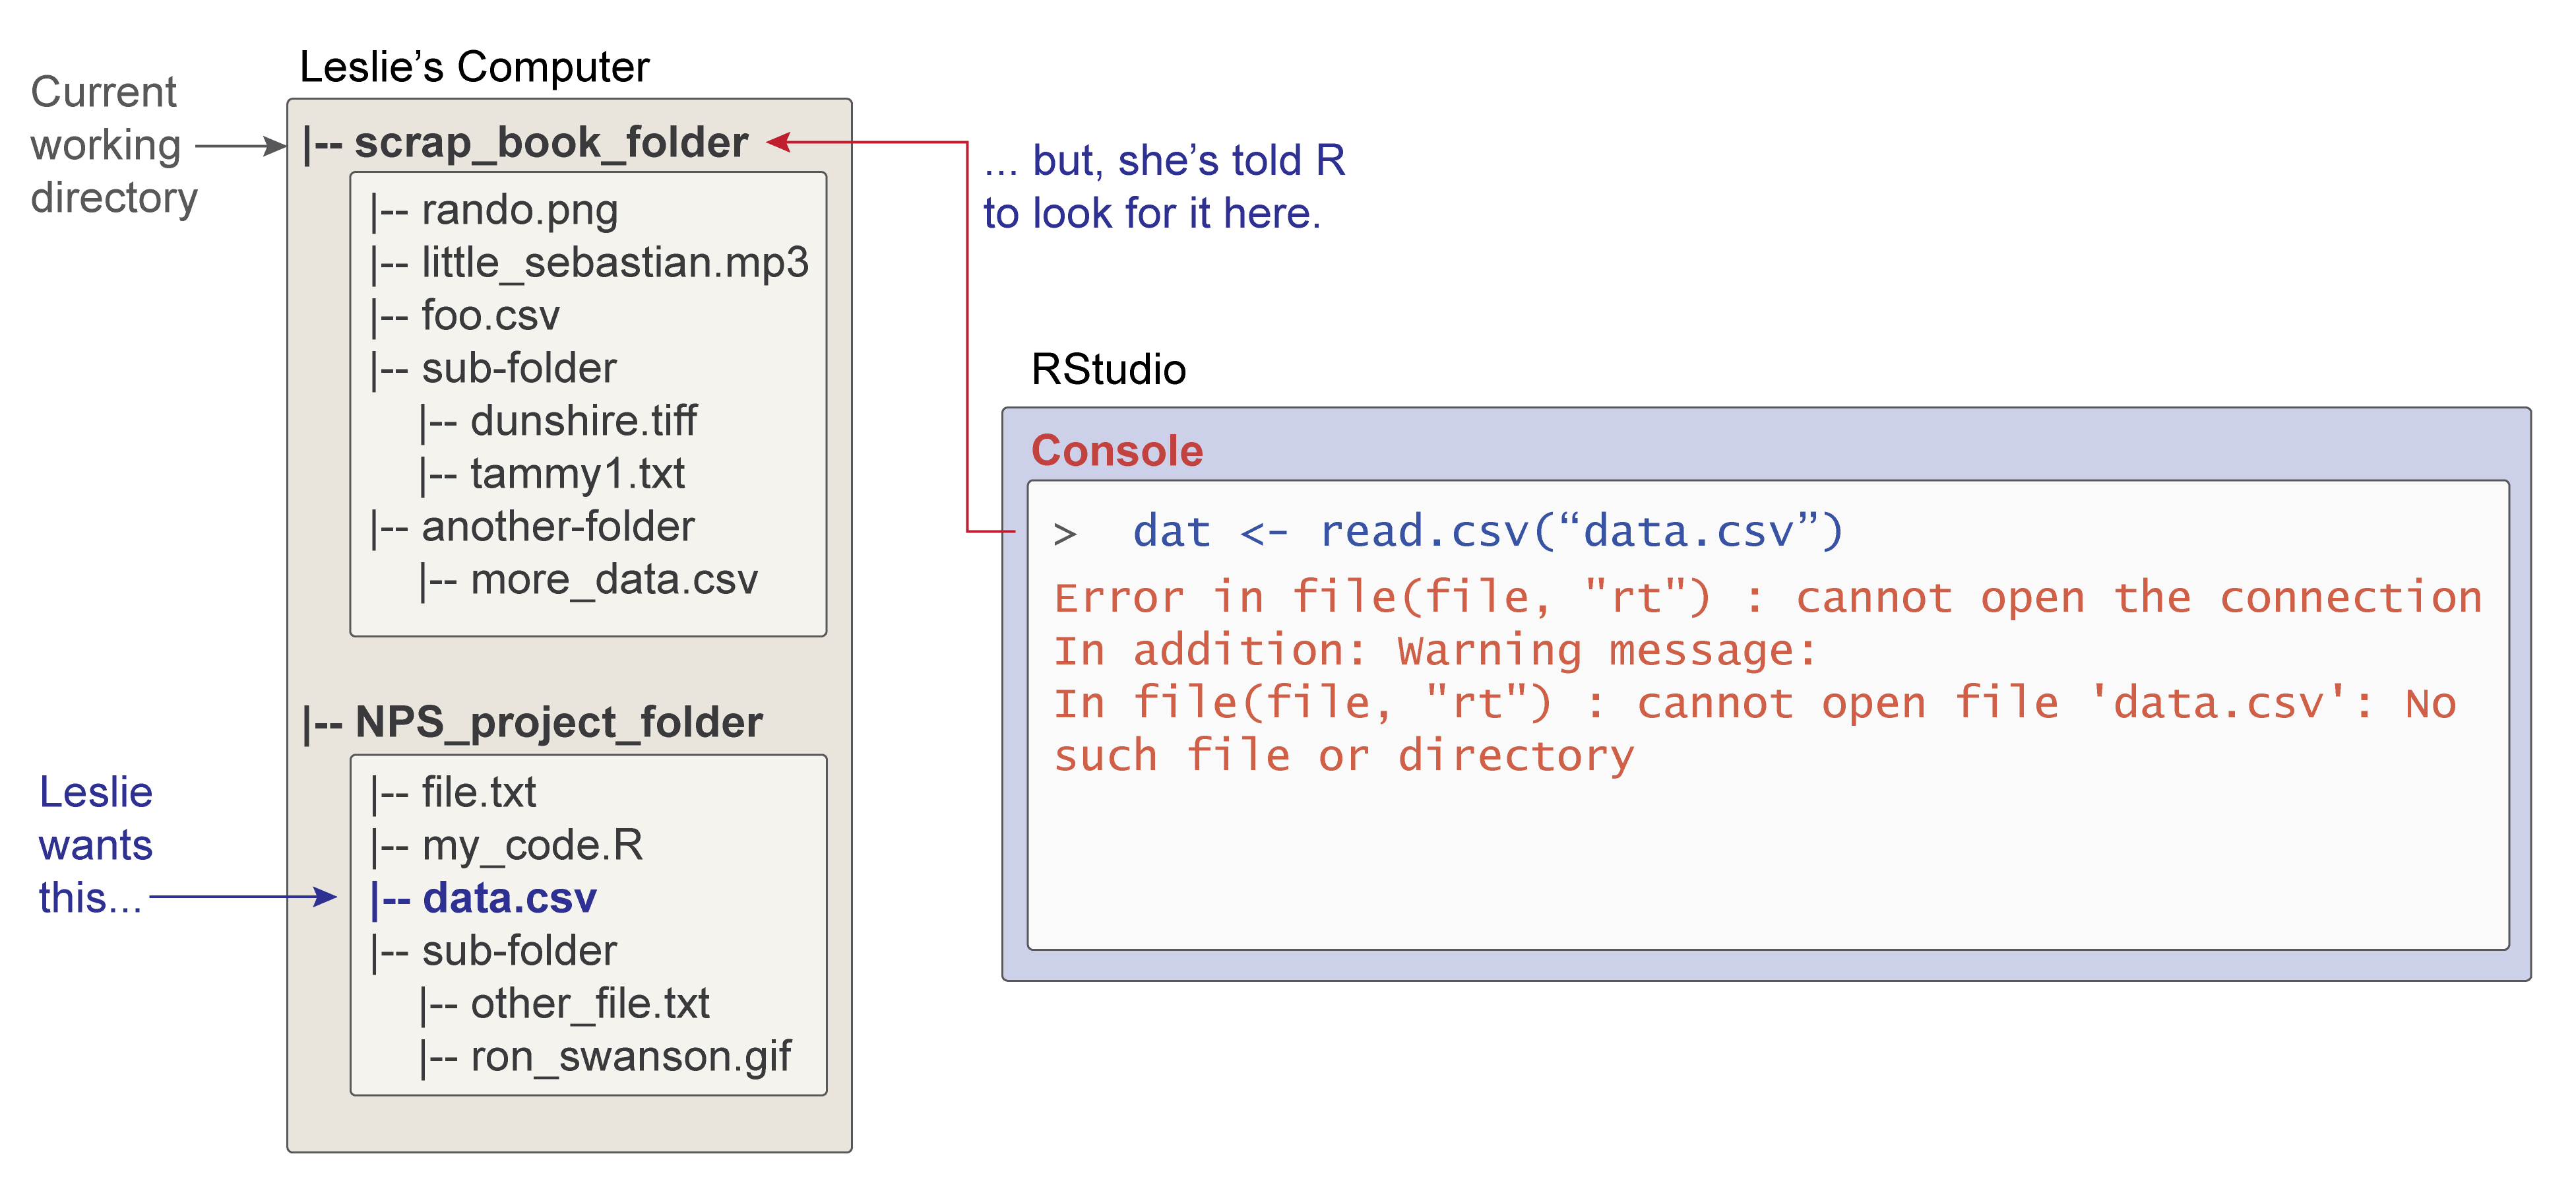 Leslie’s Computer
Current
working
directory
|-- scrap_book_folder
|-- rando.png
|-- little_sebastian.mp3
|-- foo.csv
|-- sub-folder
|-- dunshire.tiff
|-- tammy1.txt
|-- another-folder
|-- more_data.csv
|-- NPS_project_folder
|-- file.txt
|-- my_code.R
|-- data.csv
|-- sub-folder
|-- other_file.txt
|-- ron_swanson.gif
Leslie
wants
this...
... but, she’s told R
to look for it here.
RStudio
Console
> dat <- read.csv(“data.csv”)
Error in file(file, "rt") : cannot open the connection
In addition: Warning message:
In file(file, "rt") : cannot open file 'data.csv': No
such file or directory